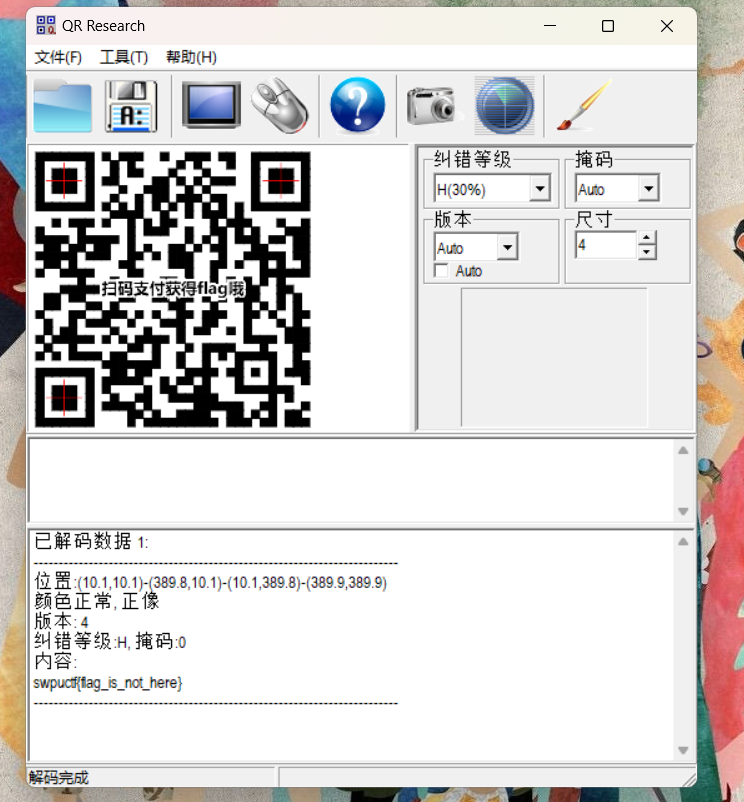 QR Research
文件(F) 工具(T) 帮助(H)
A:
?
扫码支付获得flag哦
纠错等级
H(30%)
掩码
Auto
版本
Auto
Auto
尺寸
4
已解码数据 1:
---------------------------------------------------------------------------
位置:(10.1,10.1)-(389.8,10.1)-(10.1,389.8)-(389.9,389.9)
颜色正常, 正像
版本: 4
纠错等级:H, 掩码:0
内容:
swpuctf{flag_is_not_here}
---------------------------------------------------------------------------
解码完成